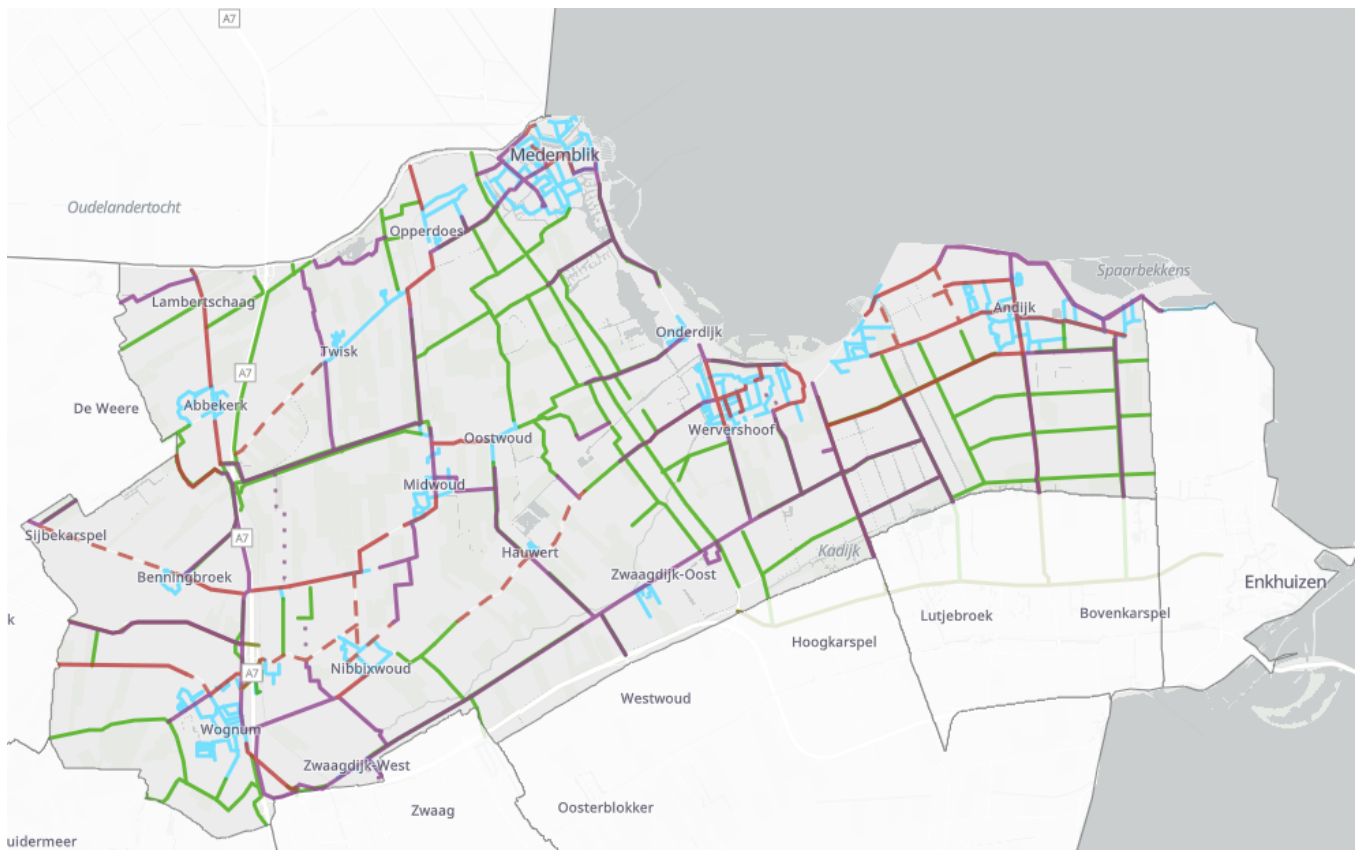 A7
Medemblik
Oudelandertocht
Opperdoes
Spaarbekkens
Lambertschaag
Andijk
Onderdijk
Twisk
A7
De Weere
Abbekerk
Wervershoof
Oostwoud
Midwoud
Sijbekarspel
A7
Hauwert
Kadijk
Benningbroek
Zwaagdijk-Oost
Enkhuizen
k
Lutjebroek
Bovenkarspel
Hoogkarspel
A7
Nibbixwoud
Westwoud
Wognum
Zwaagdijk-West
Zwaag
Oosterblokker
uidermeer